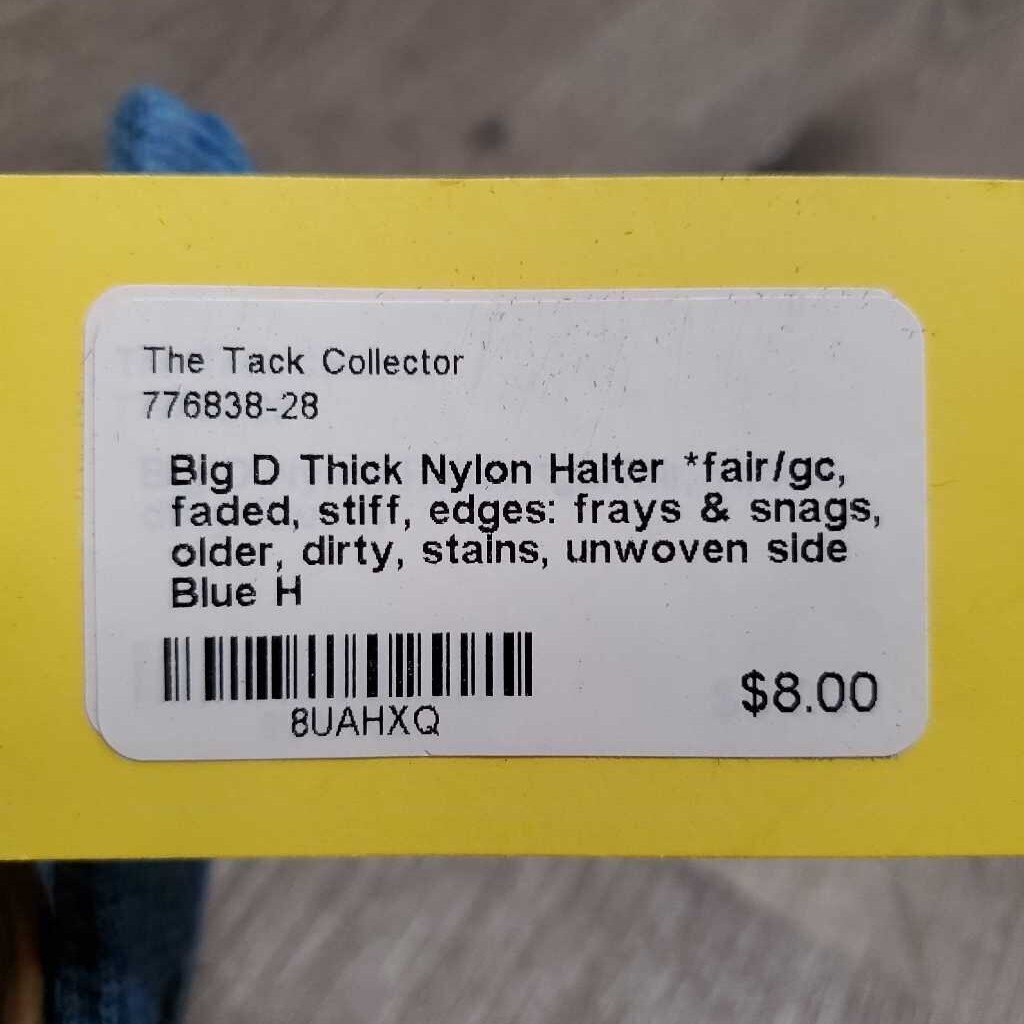 The Tack Collector
776838-28
Big D Thick Nylon Halter *fair/gc,
faded, stiff, edges: frays & snags,
older, dirty, stains, unwoven side
Blue H
8UAHXQ
$8.00